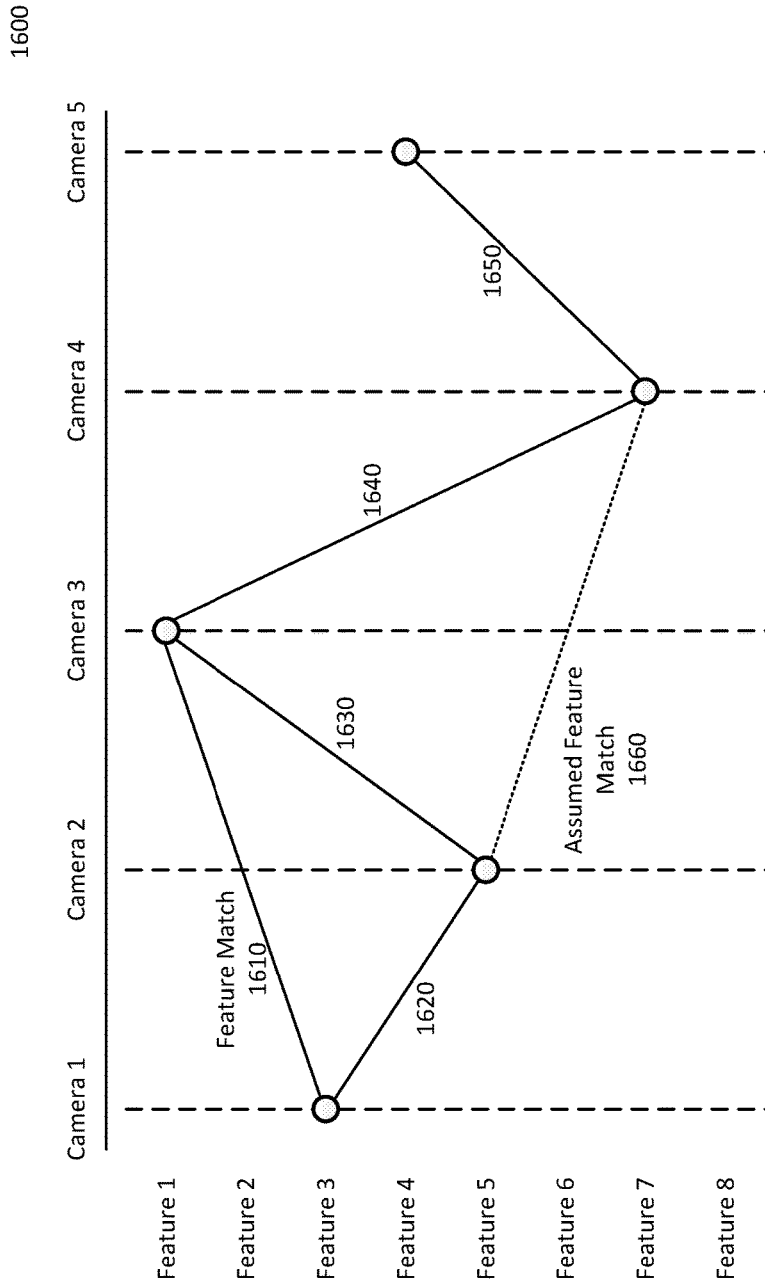 1600
Camera 1
Camera 2
Camera 3
Camera 4
Camera 5
Feature 1
Feature 2
Feature 3
Feature 4
Feature 5
Feature 6
Feature 7
Feature 8
Feature Match
1610
1620
1630
1640
1650
Assumed Feature
Match
1660